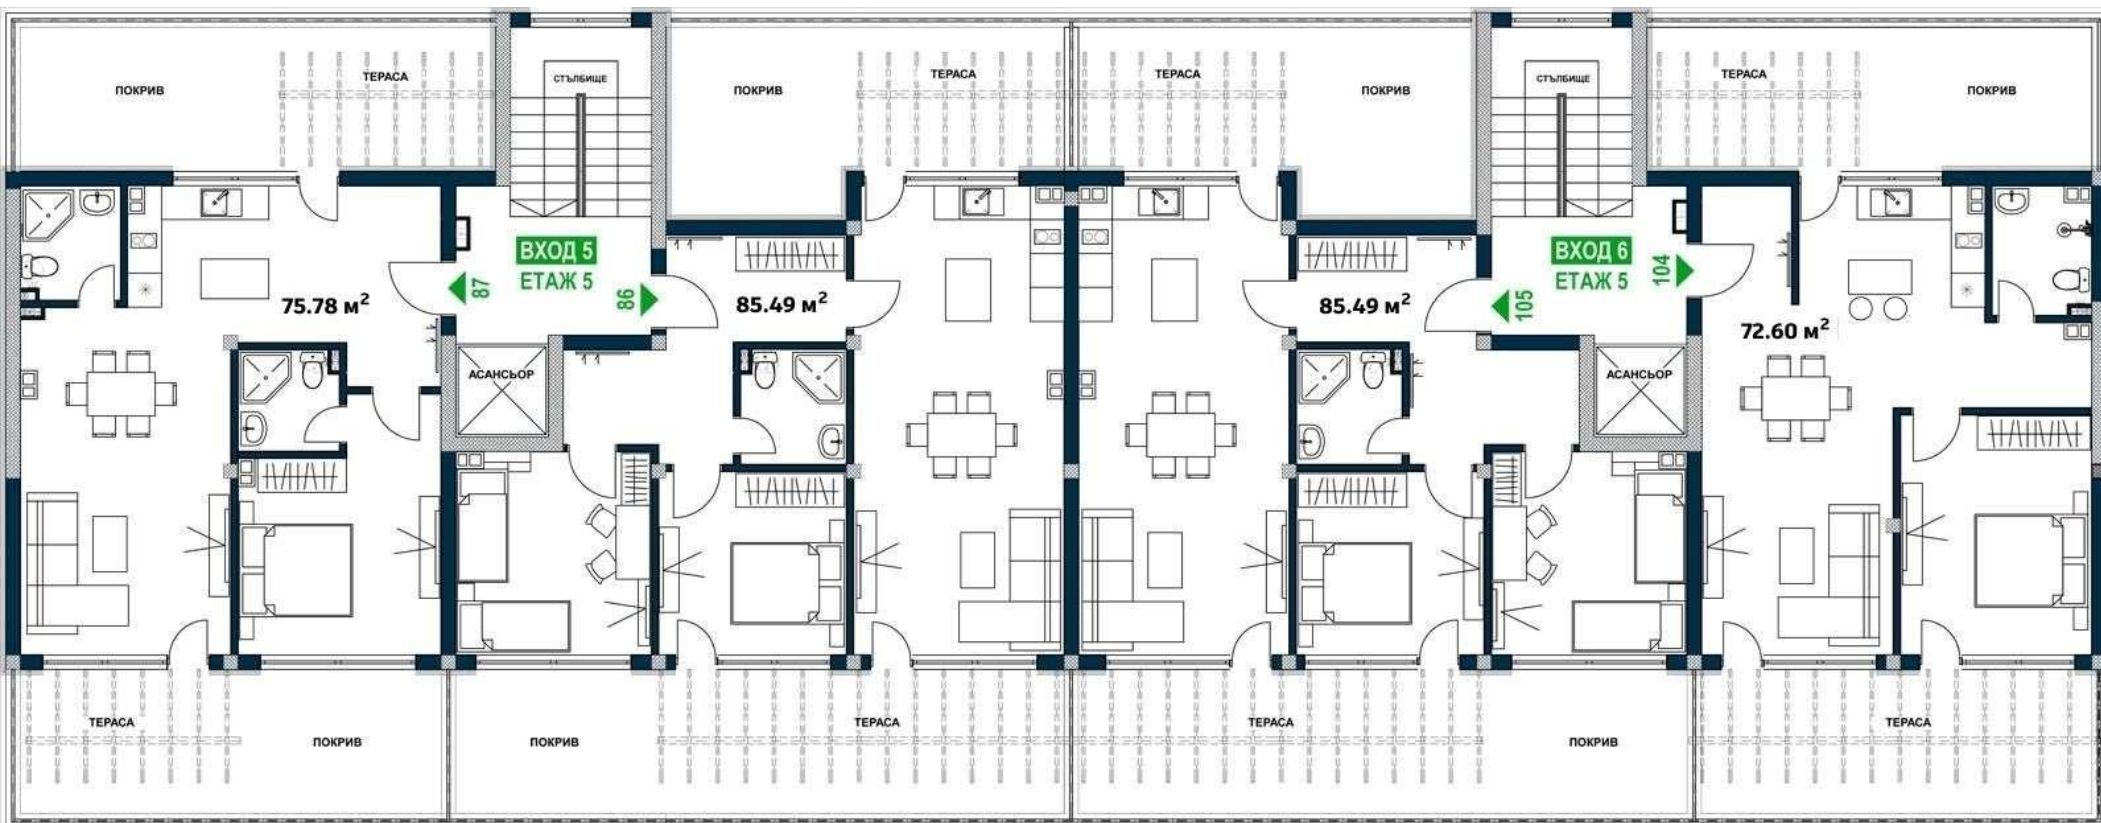 ПОКРИВ
ТЕРАСА
СТЪЛБИЩЕ
ПОКРИВ
ТЕРАСА
ТЕРАСА
ПОКРИВ
СТЪЛБИЩЕ
ТЕРАСА
ПОКРИВ
75.78 м²
87
ВХОД 5
ЕТАЖ 5
86
85.49 м²
85.49 м²
105
ВХОД 6
ЕТАЖ 5
104
72.60 м²
АСАНСЬОР
АСАНСЬОР
ТЕРАСА
ПОКРИВ
ПОКРИВ
ТЕРАСА
ТЕРАСА
ПОКРИВ
ТЕРАСА